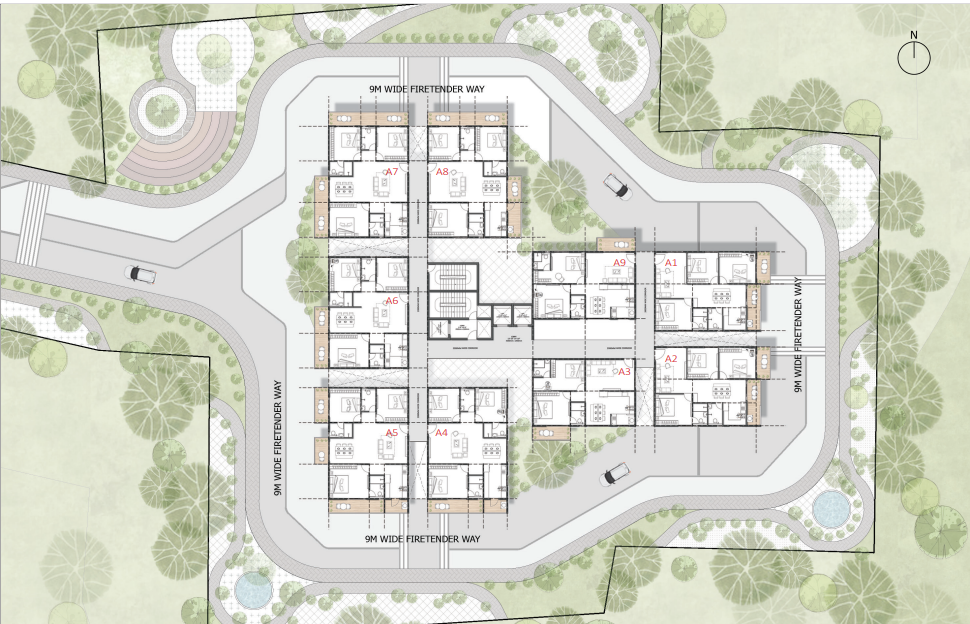 N
9M WIDE FIRETENDER WAY
A7
A8
A9
A1
A6
9M WIDE FIRETENDER WAY
A2
A3
9M WIDE FIRETENDER WAY
A5
A4
9M WIDE FIRETENDER WAY